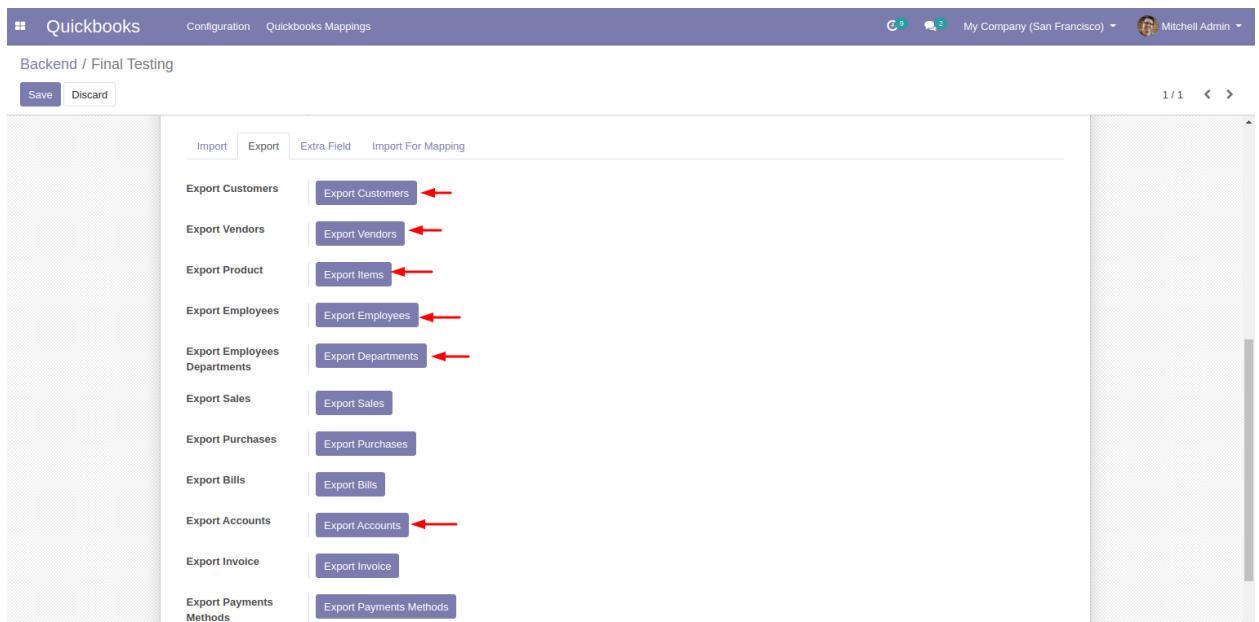 Quickbooks Configuration Quickbooks Mappings 9 2 My Company (San Francisco) Mitchell Admin
Backend / Final Testing
Save Discard 1 / 1
Import Export Extra Field Import For Mapping
Export Customers Export Customers
Export Vendors Export Vendors
Export Product Export Items
Export Employees Export Employees
Export Employees
Departments Export Departments
Export Sales Export Sales
Export Purchases Export Purchases
Export Bills Export Bills
Export Accounts Export Accounts
Export Invoice Export Invoice
Export Payments
Methods Export Payments Methods